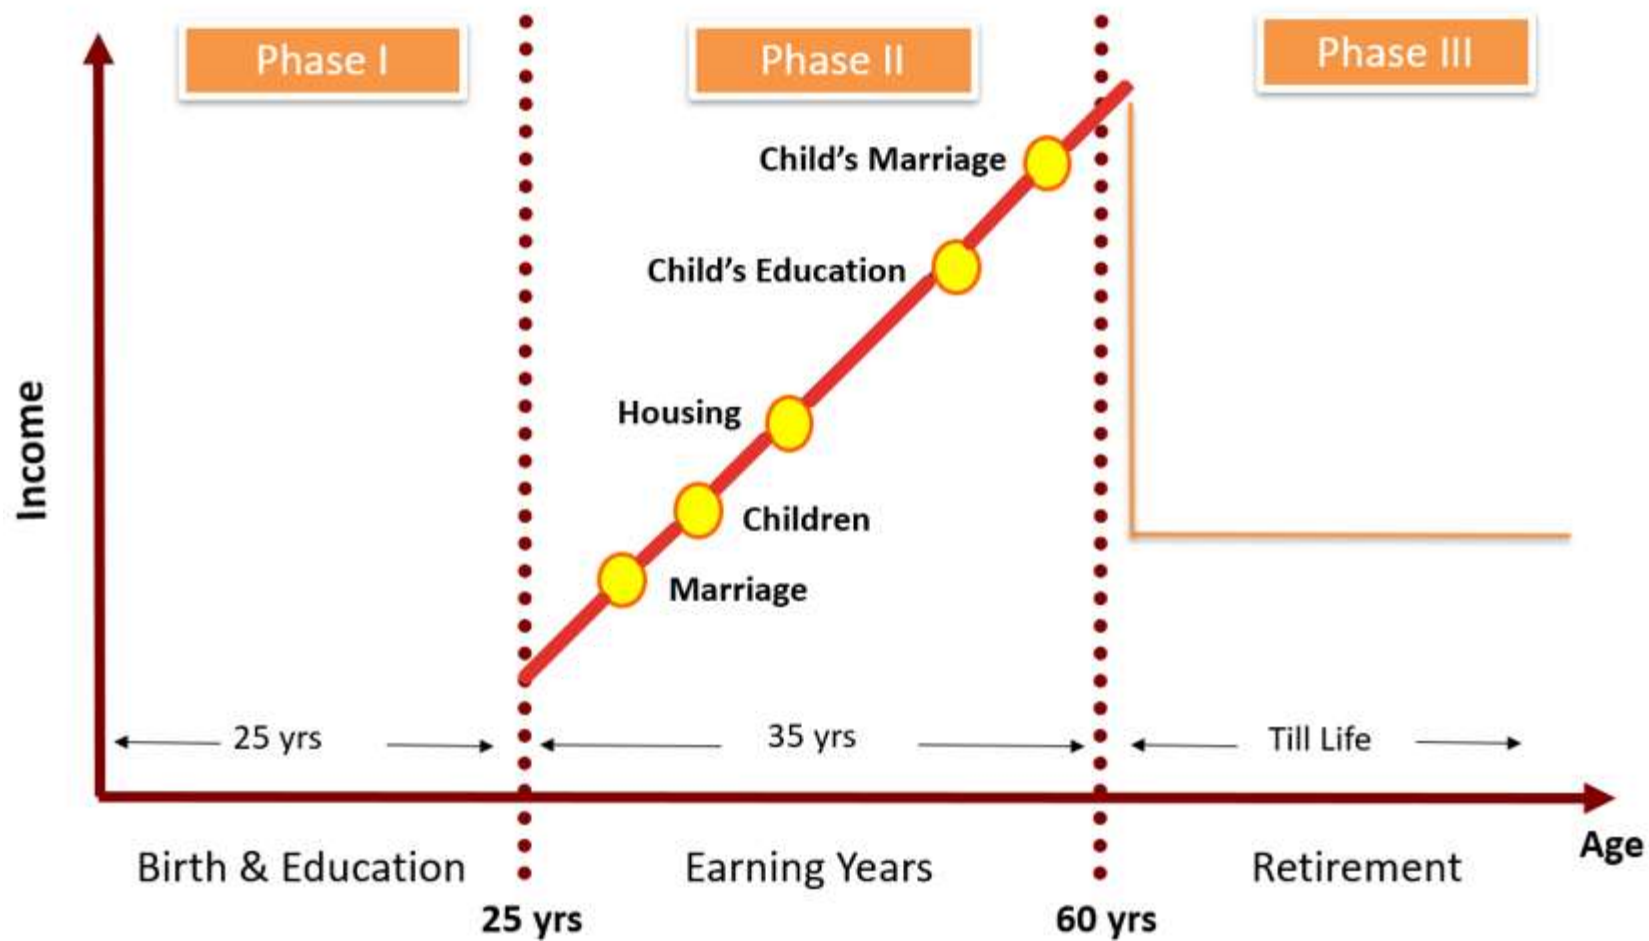 Phase I
Phase II
Phase III
Child’s Marriage
Child’s Education
Housing
Children
Marriage
Income
25 yrs
35 yrs
Till Life
Age
Birth & Education
Earning Years
Retirement
25 yrs
60 yrs